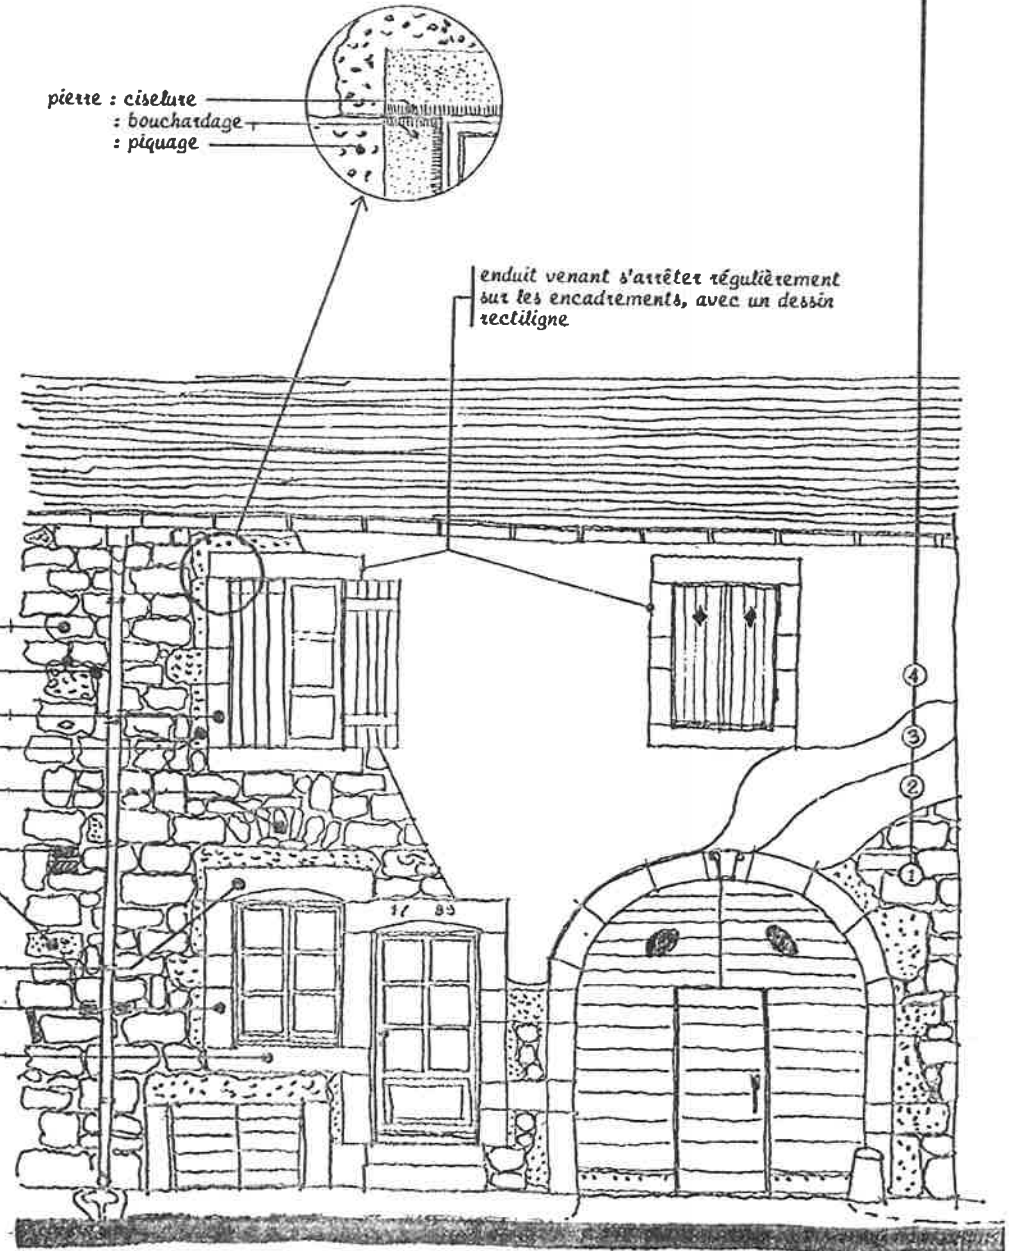 pierre : ciselure
: bouchardage
: piquage
enduit venant s'arrêter régulièrement
sur les encadrements, avec un dessin
rectiligne
4
3
2
1
17 89